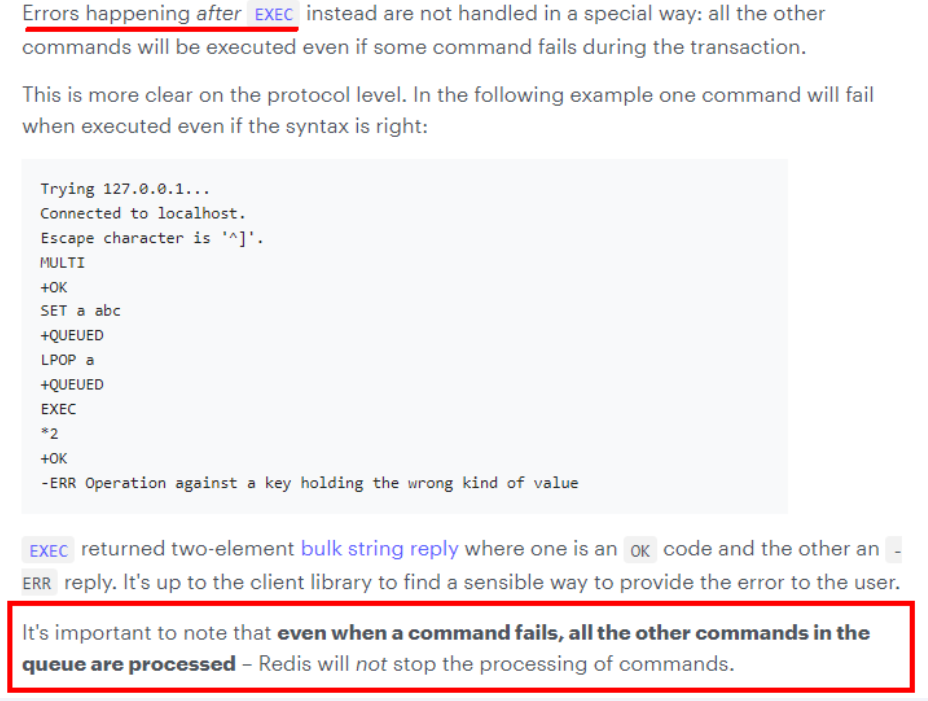 Errors happening after EXEC instead are not handled in a special way: all the other
commands will be executed even if some command fails during the transaction.
This is more clear on the protocol level. In the following example one command will fail
when executed even if the syntax is right:
Trying 127.0.0.1...
Connected to localhost.
Escape character is '^]'.
MULTI
+OK
SET a abc
+QUEUED
LPOP a
+QUEUED
EXEC
*2
+OK
-ERR Operation against a key holding the wrong kind of value
EXEC returned two-element bulk string reply where one is an OK code and the other an -
ERR reply. It's up to the client library to find a sensible way to provide the error to the user.
It's important to note that even when a command fails, all the other commands in the
queue are processed – Redis will not stop the processing of commands.